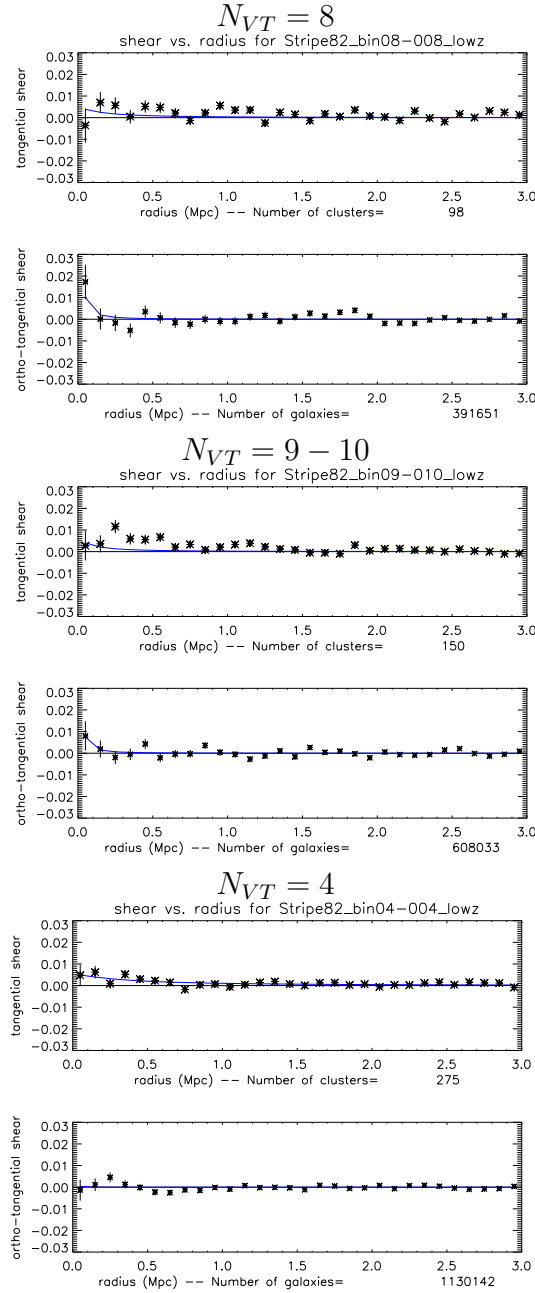 N_{VT} = 8
shear vs. radius for Stripe82_bin08-008_lowz
tangential shear
0.03
0.02
0.01
0.00
-0.01
-0.02
-0.03
0.0 0.5 1.0 1.5 2.0 2.5 3.0
radius (Mpc) -- Number of clusters= 98
ortho-tangential shear
0.03
0.02
0.01
0.00
-0.01
-0.02
-0.03
0.0 0.5 1.0 1.5 2.0 2.5 3.0
radius (Mpc) -- Number of galaxies= 391651
N_{VT} = 9 − 10
shear vs. radius for Stripe82_bin09-010_lowz
tangential shear
0.03
0.02
0.01
0.00
-0.01
-0.02
-0.03
0.0 0.5 1.0 1.5 2.0 2.5 3.0
radius (Mpc) -- Number of clusters= 150
ortho-tangential shear
0.03
0.02
0.01
0.00
-0.01
-0.02
-0.03
0.0 0.5 1.0 1.5 2.0 2.5 3.0
radius (Mpc) -- Number of galaxies= 608033
N_{VT} = 4
shear vs. radius for Stripe82_bin04-004_lowz
tangential shear
0.03
0.02
0.01
0.00
-0.01
-0.02
-0.03
0.0 0.5 1.0 1.5 2.0 2.5 3.0
radius (Mpc) -- Number of clusters= 275
ortho-tangential shear
0.03
0.02
0.01
0.00
-0.01
-0.02
-0.03
0.0 0.5 1.0 1.5 2.0 2.5 3.0
radius (Mpc) -- Number of galaxies= 1130142